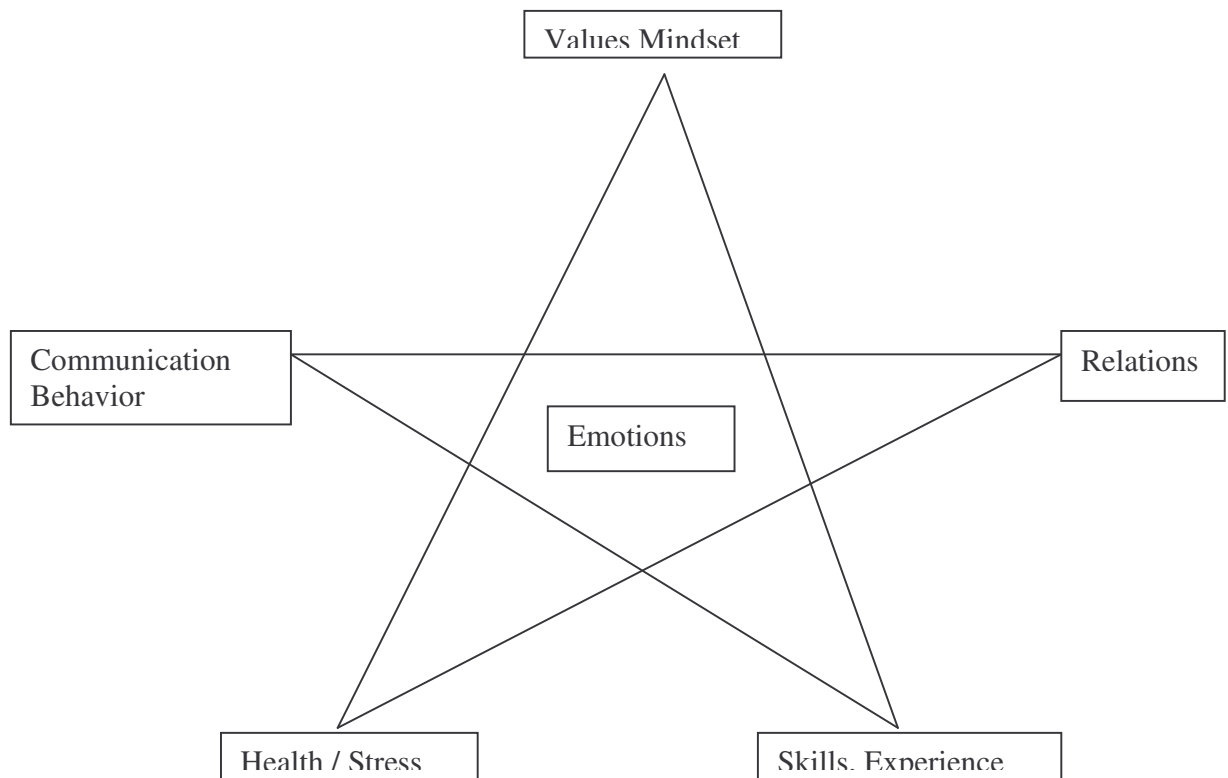 Values Mindset
Communication
Behavior
Relations
Emotions
Health / Stress
Skills, Experience